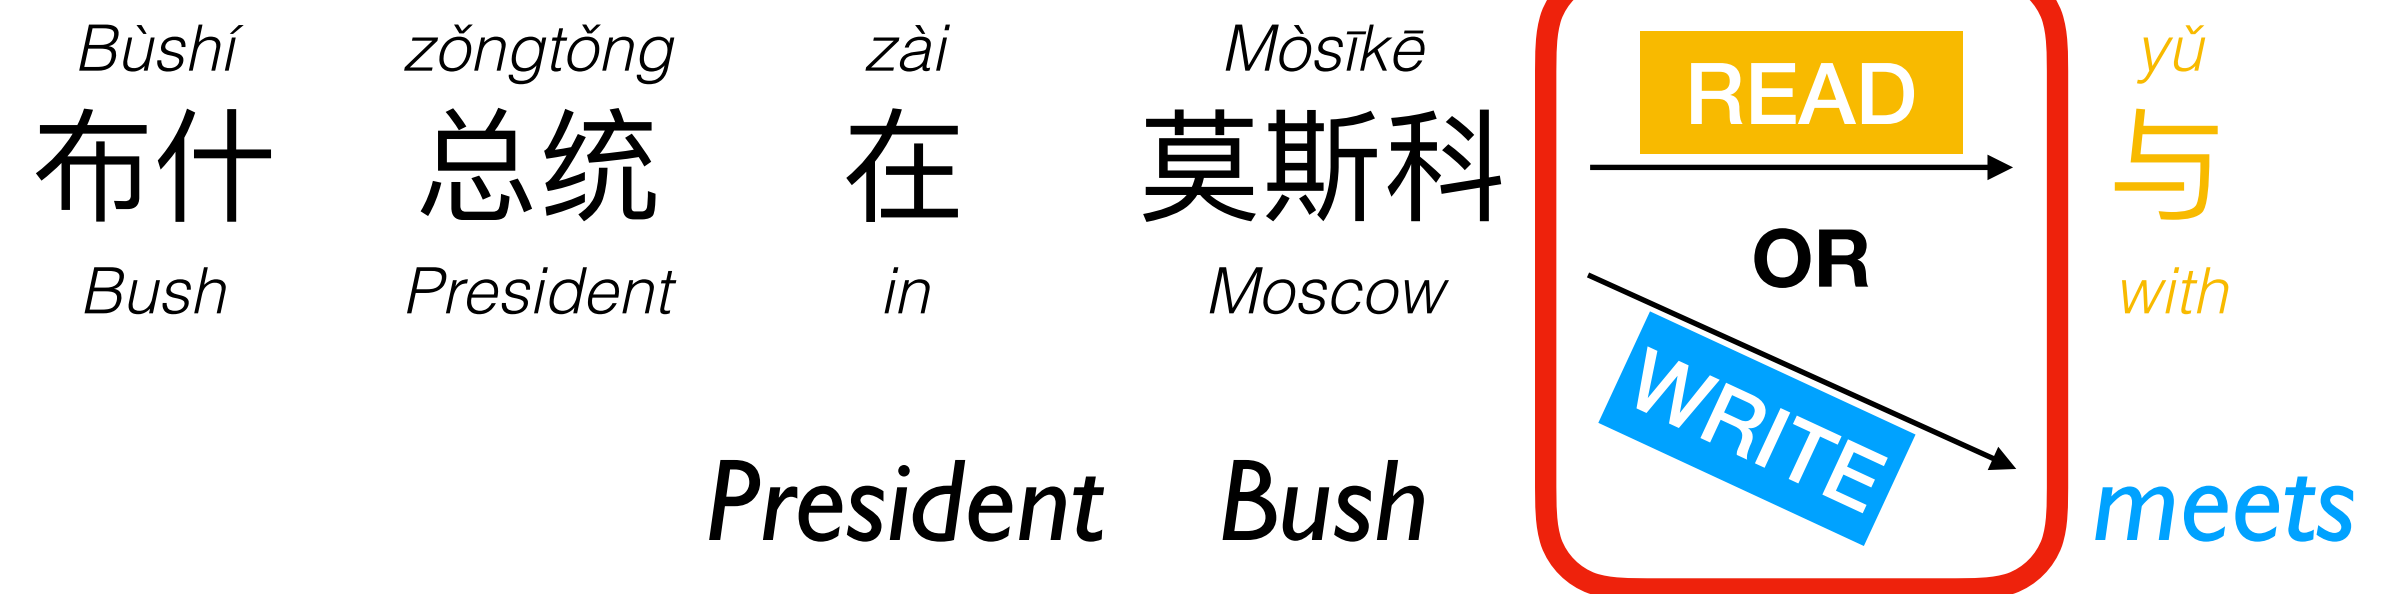 Bùshí zǒngtǒng zài Mòsīkē READ yǔ
布什 总统 在 莫斯科 与
OR
Bush President in Moscow with
WRITE
President Bush meets